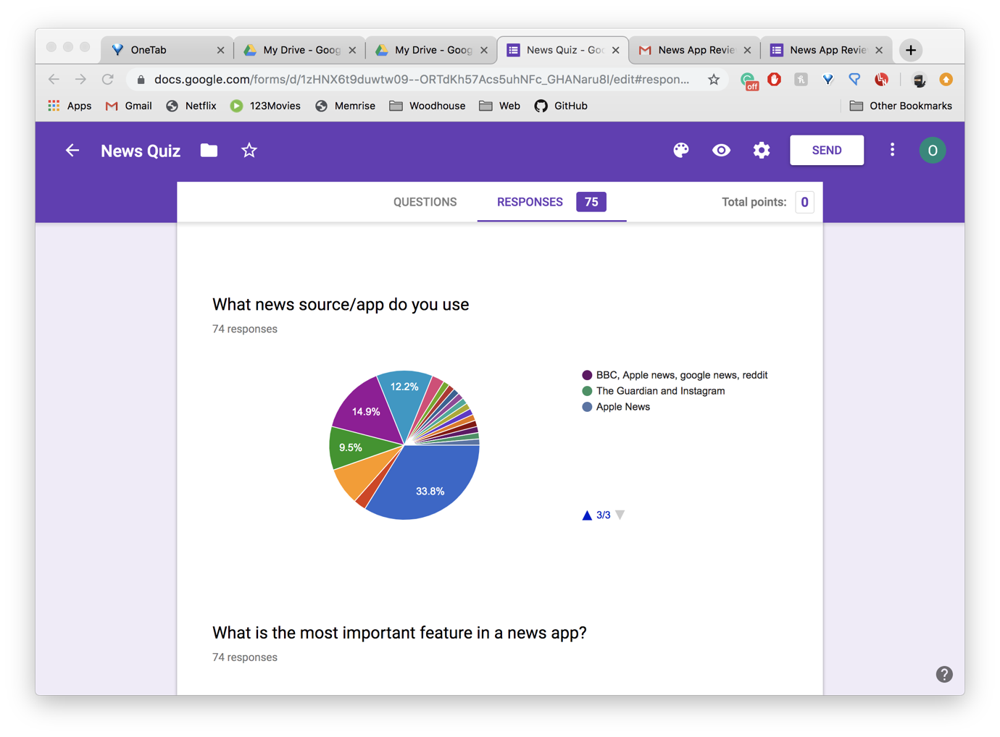 OneTab
My Drive - Goog
My Drive - Goog
News Quiz - Goo
News App Revie
News App Revie
docs.google.com/forms/d/1zHNX6t9duwtw09--ORTdKh57Acs5uhNFc_GHANaru8I/edit#respon...
off
Apps
Gmail
Netflix
123Movies
Memrise
Woodhouse
Web
GitHub
Other Bookmarks
News Quiz
SEND
O
QUESTIONS
RESPONSES 75
Total points: 0
What news source/app do you use
74 responses
12.2%
14.9%
9.5%
33.8%
BBC, Apple news, google news, reddit
The Guardian and Instagram
Apple News
3/3
What is the most important feature in a news app?
74 responses
?